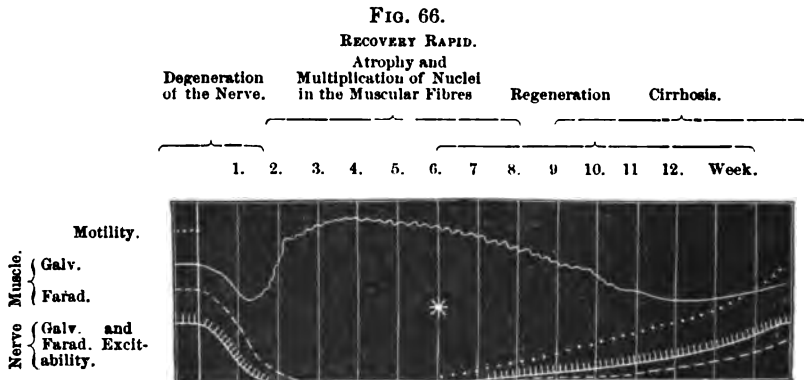 FIG. 66.
RECOVERY RAPID.
Degeneration of the Nerve.
Atrophy and Multiplication of Nuclei in the Muscular Fibres
Regeneration
Cirrhosis.
1. 2. 3. 4. 5. 6. 7 8. 9 10. 11 12. Week.
Motility.
Muscle.
Galv.
Farad.
Nerve
Galv. and
Farad. Excit-
ability.